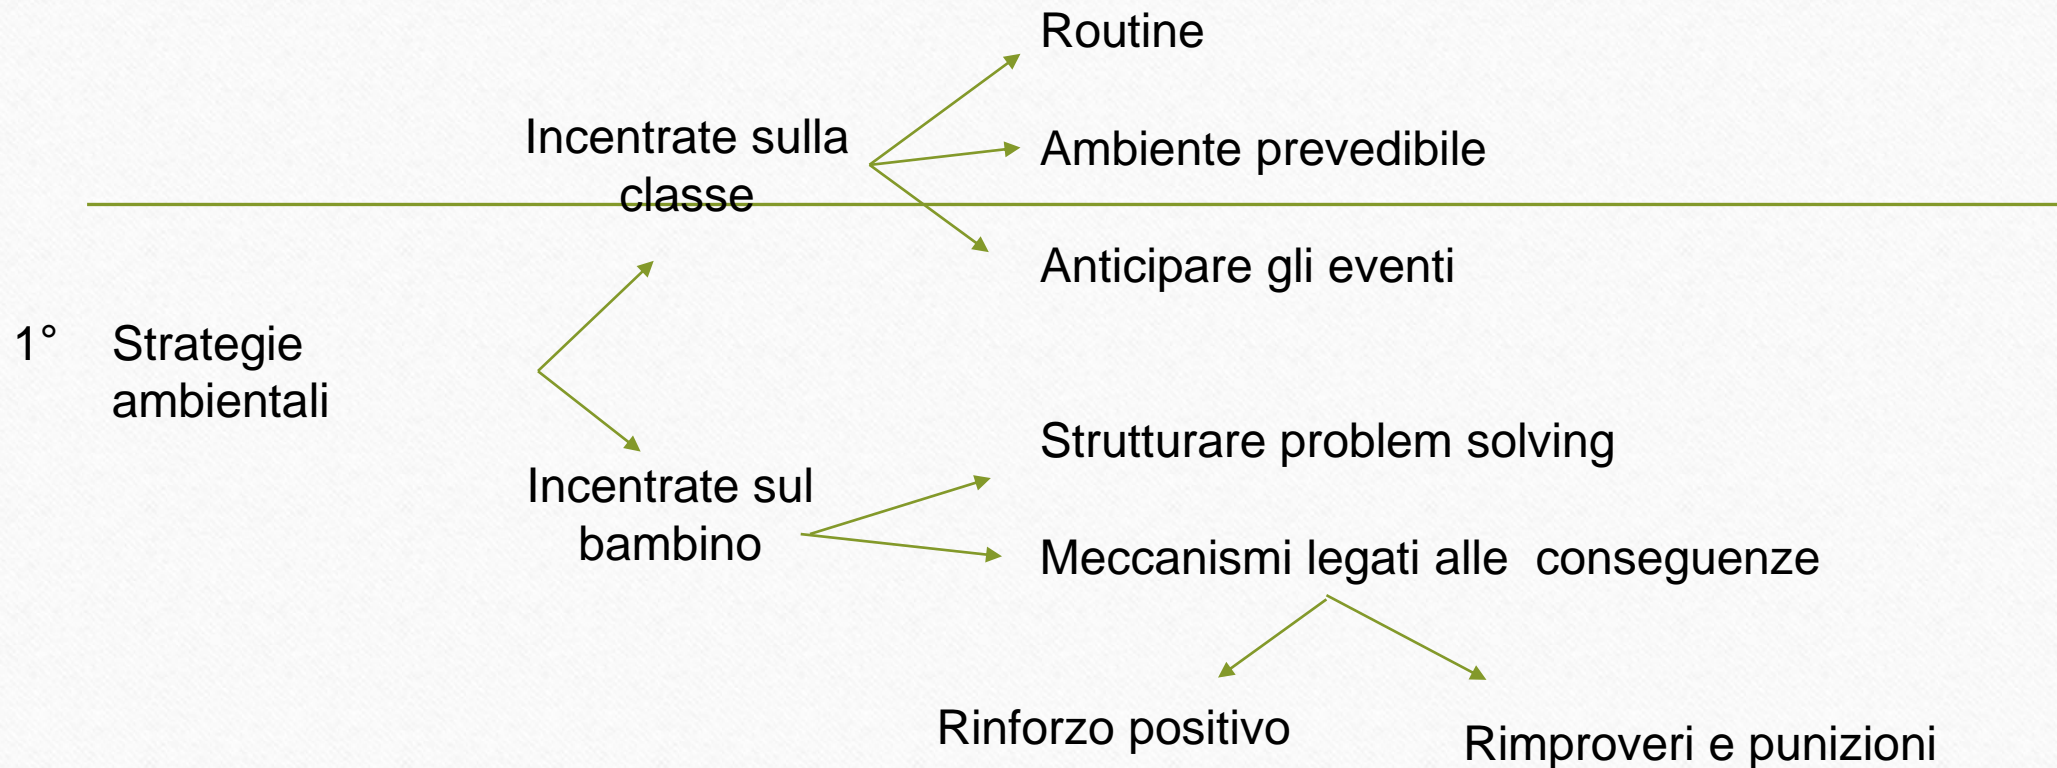 Routine
Incentrate sulla
classe
Ambiente prevedibile
Anticipare gli eventi
1° Strategie
ambientali
Strutturare problem solving
Incentrate sul
bambino
Meccanismi legati alle  conseguenze
Rinforzo positivo
Rimproveri e punizioni